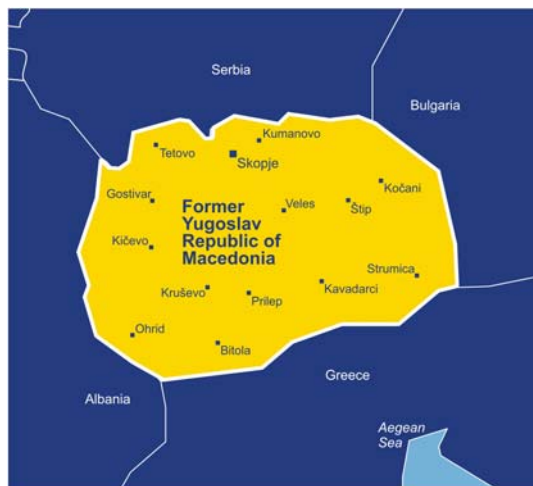 Serbia
Bulgaria
Kumanovo
Tetovo
Skopje
Kočani
Gostivar
Former
Yugoslav
Republic of
Macedonia
Veles
Štip
Kičevo
Strumica
Kruševo
Prilep
Kavadarci
Ohrid
Bitola
Greece
Albania
Aegean
Sea